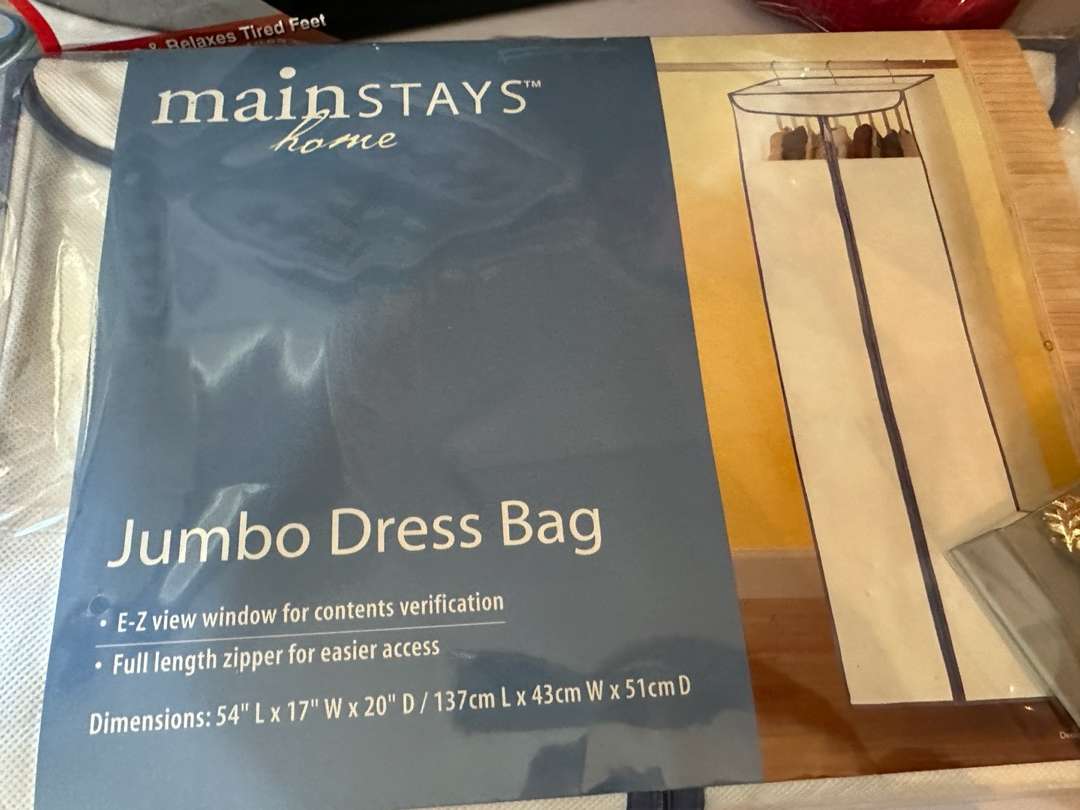 & Relaxes Tired Feet
mainSTAYS™
home
Jumbo Dress Bag
• E-Z view window for contents verification
• Full length zipper for easier access
Dimensions: 54" L x 17" W x 20" D / 137cm L x 43cm W x 51cm D